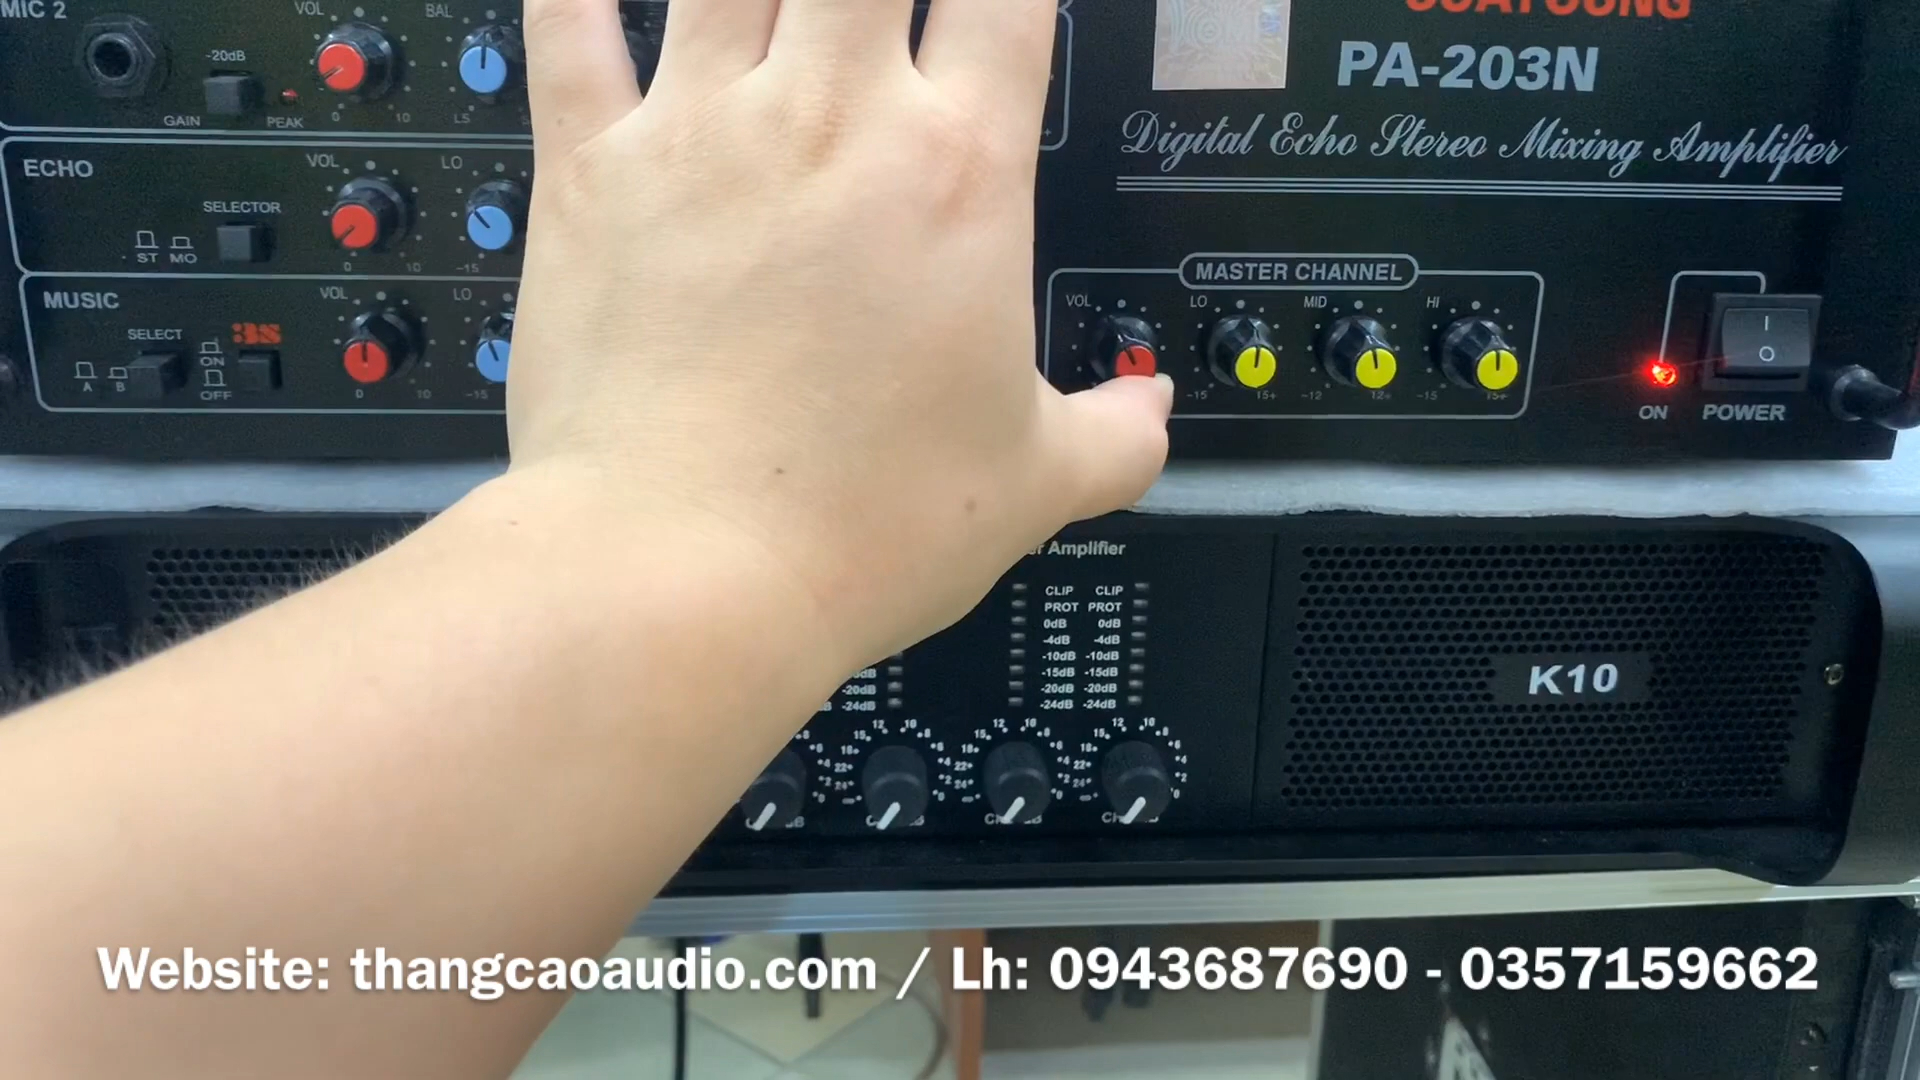 MIC 2
VOL
BAL
-20dB
GAIN
PEAK
0 10 LS
PA-203N
Digital Echo Stereo Mixing Amplifier
ECHO
SELECTOR
VOL
LO
ST MO
0 10 -15
MUSIC
SELECT
3S
VOL
LO
A B
ON
OFF
0 10 -15
MASTER CHANNEL
VOL LO MID HI
-15 15+ -12 12+ -15 15+
ON
POWER
I
O
Amplifier
CLIP CLIP
PROT PROT
0dB 0dB
-4dB -4dB
-10dB -10dB
-15dB -15dB
-20dB -20dB -20dB
-24dB -24dB -24dB
K10
Website: thangcaoaudio.com / Lh: 0943687690 - 0357159662